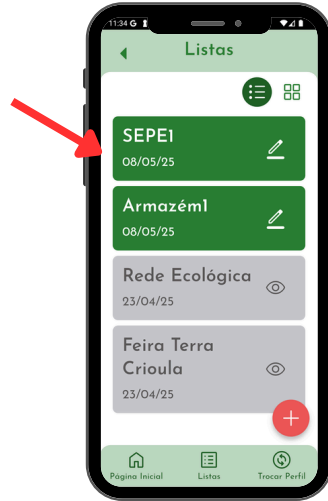 11:34 G
Listas
SEPE1
08/05/25
Armazém1
08/05/25
Rede Ecológica
23/04/25
Feira Terra
Crioula
23/04/25
+
Página Inicial
Listas
Trocar Perfil